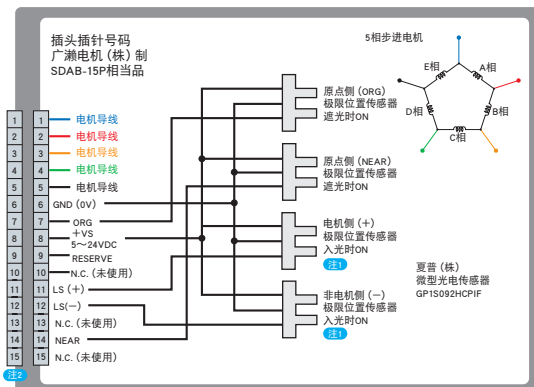 插头插针号码
广濑电机（株）制
SDAB-15P相当品
1 1 电机导线
2 2 电机导线
3 3 电机导线
4 4 电机导线
5 5 电机导线
6 6 GND (0V)
7 7 ORG
8 8 ＋VS
5～24VDC
9 9 RESERVE
10 10 N.C.（未使用）
11 11 LS（＋）
12 12 LS(－)
13 13 N.C.（未使用）
14 14 NEAR
15 15 N.C.（未使用）
注2
原点侧（ORG）
极限位置传感器
遮光时ON
原点侧（NEAR）
极限位置传感器
遮光时ON
电机侧（＋）
极限位置传感器
入光时ON
注1
非电机侧（－）
极限位置传感器
入光时ON
注1
5相步进电机
E相
A相
D相
B相
C相
夏普（株）
微型光电传感器
GP1S092HCPIF